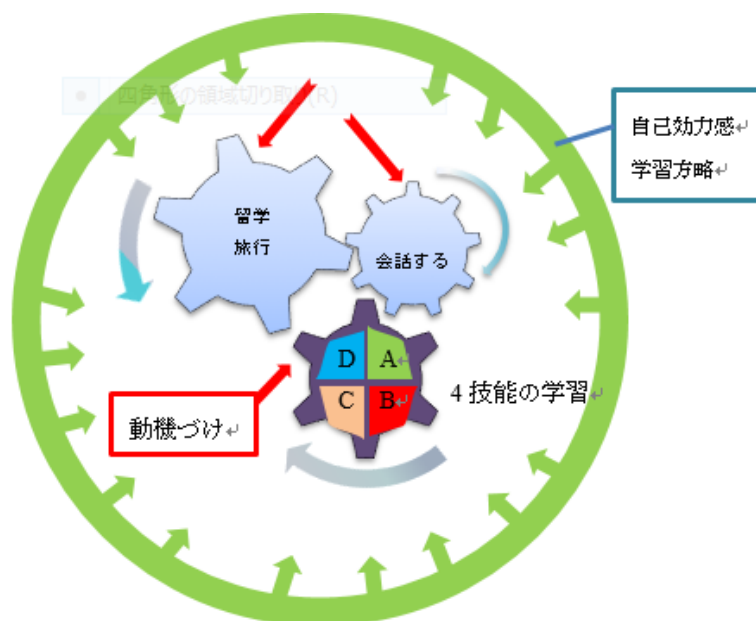 ● 四角形の領域切り取り(R)
自己効力感↵
学習方略↵
留学
旅行
会話する
D A↵
C B↵
4 技能の学習↵
動機づけ↵